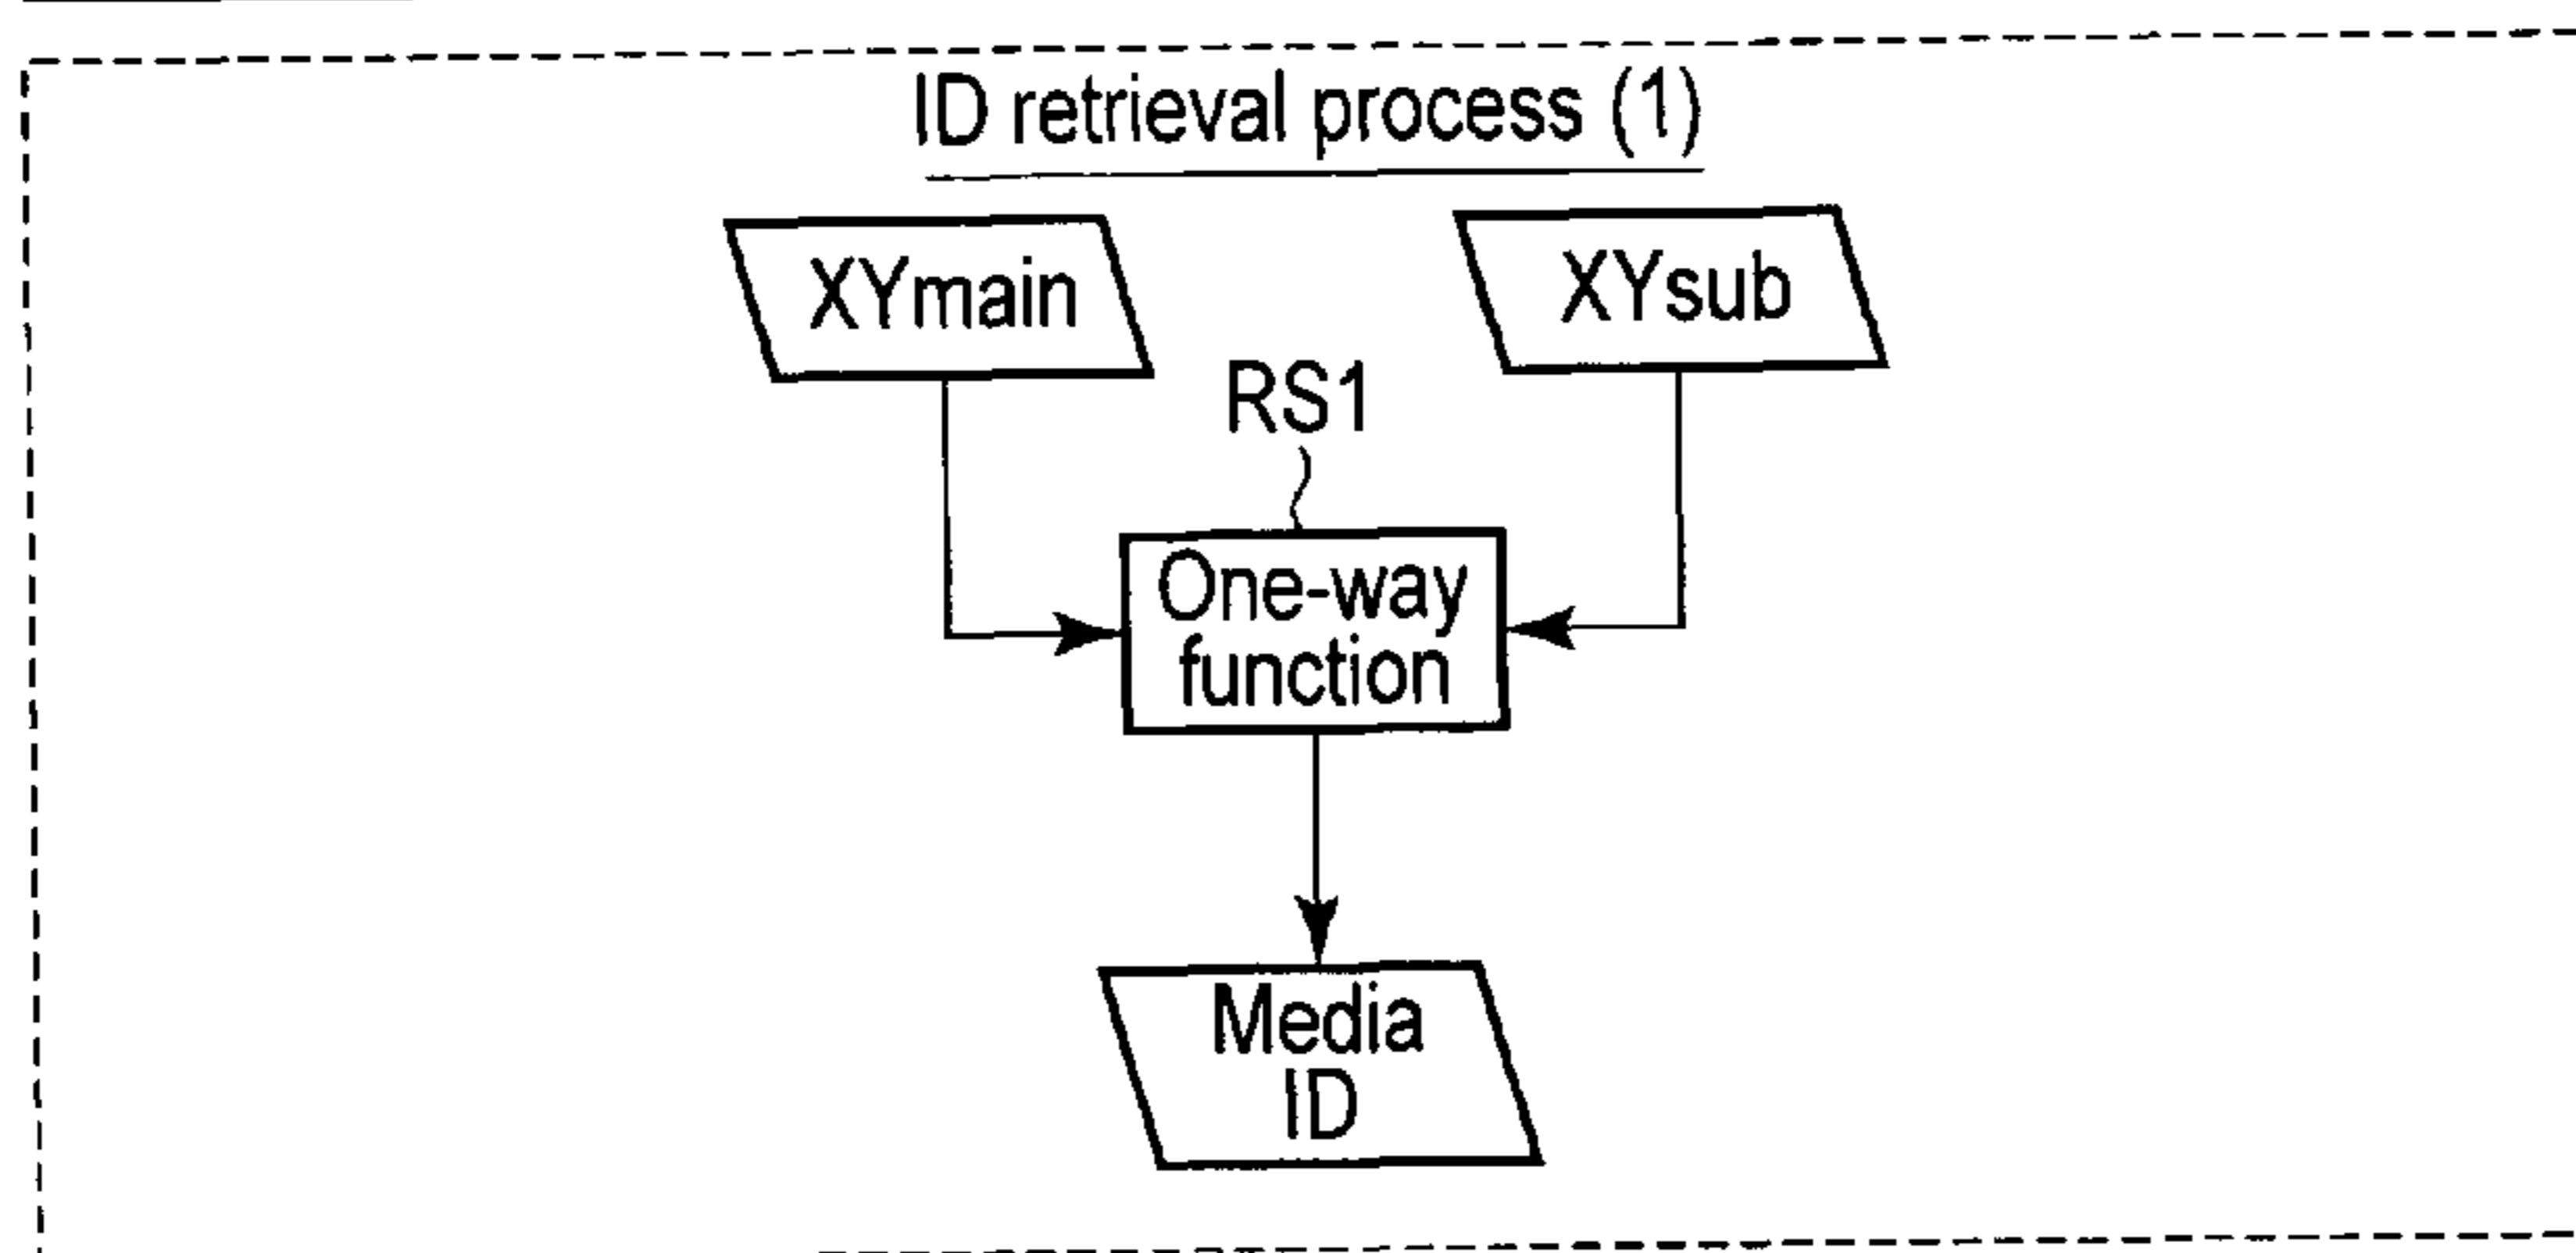 ID retrieval process (1)
XYmain
XYsub
RS1
One-way
function
Media
ID